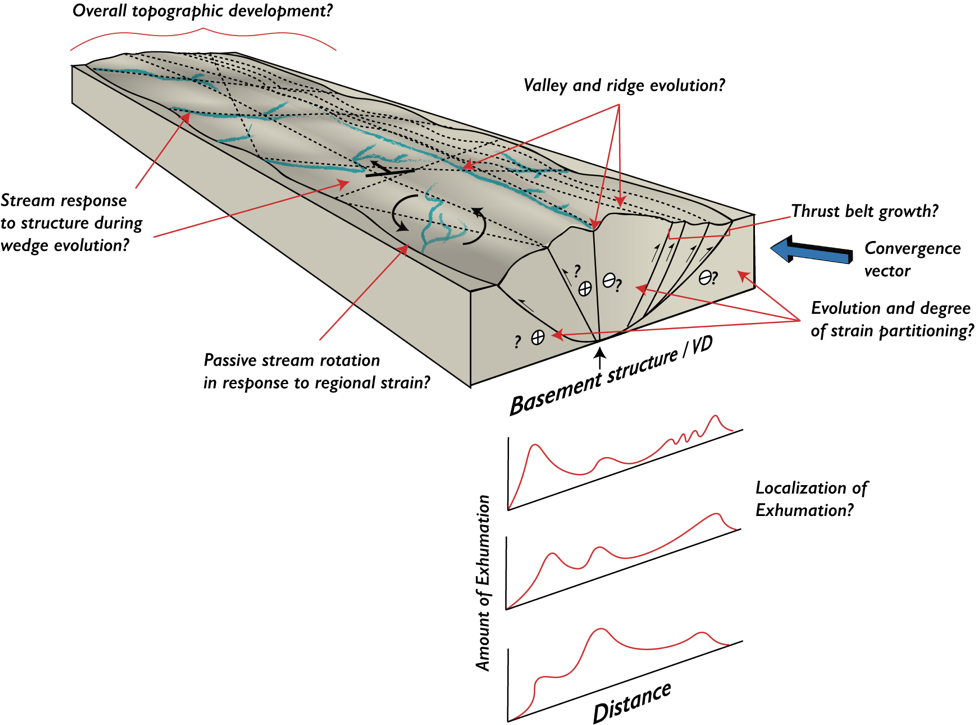 Overall topographic development?
Valley and ridge evolution?
Stream response
to structure during
wedge evolution?
Thrust belt growth?
Convergence
vector
?
?
?
?
Evolution and degree
of strain partitioning?
Passive stream rotation
in response to regional strain?
Basement structure / VD
Amount of Exhumation
Localization of
Exhumation?
Distance